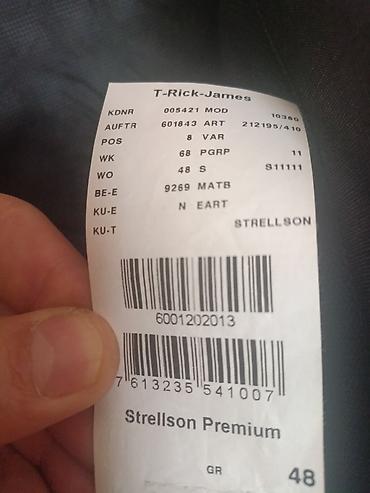 T-Rick-James
KDNR 005421 MOD 10380
AUFTR 601843 ART 212195/410
POS 8 VAR
WK 68 PGRP 11
WO 48 S S11111
BE-E 9269 MATB
KU-E N EART
KU-T STRELLSON
6001202013
7 613235 541007
Strellson Premium
GR 48